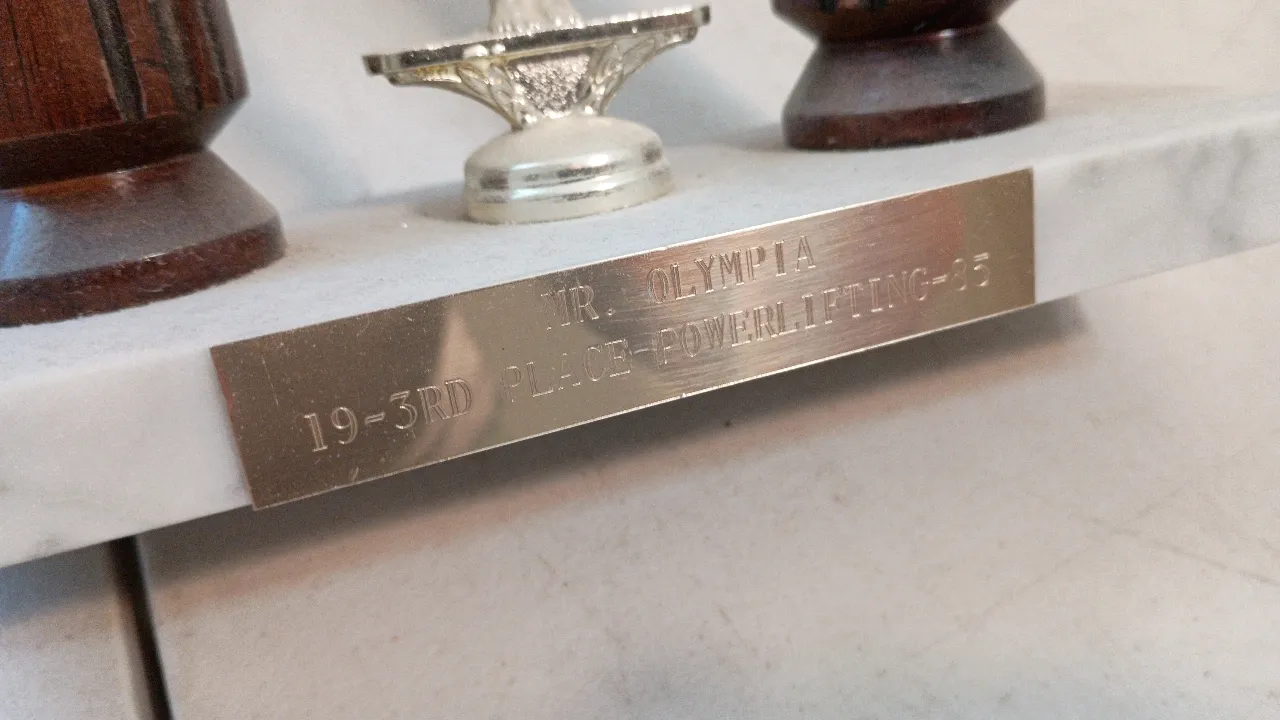 MR. OLYMPIA
19-3RD PLACE-POWERLIFTING-85